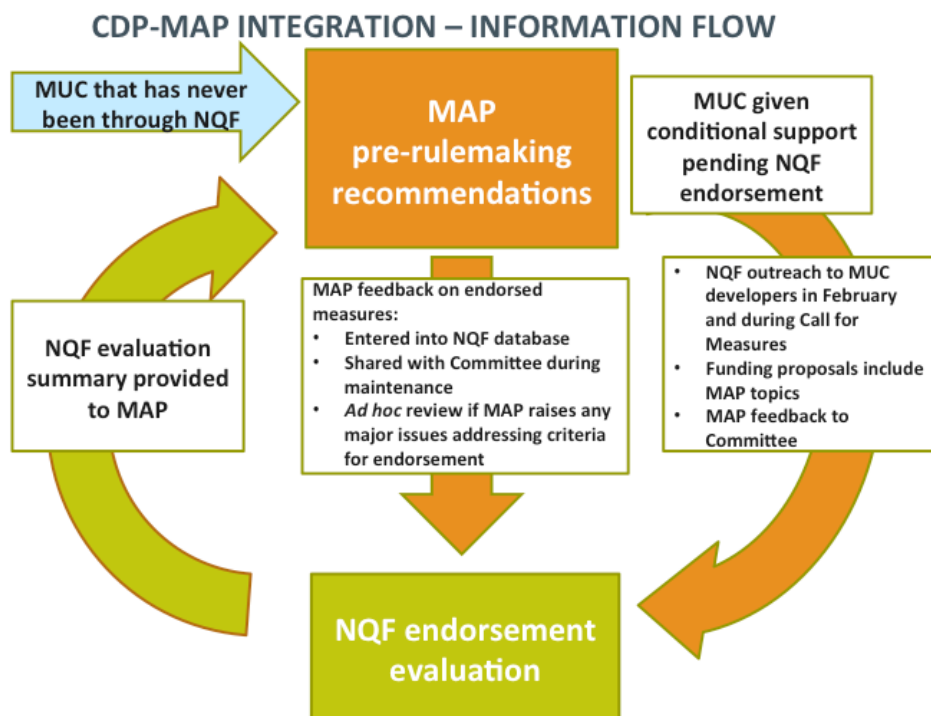 CDP-MAP INTEGRATION – INFORMATION FLOW
MUC that has never
been through NQF
MAP
pre-rulemaking
recommendations
MUC given
conditional support
pending NQF
endorsement
NQF evaluation
summary provided
to MAP
MAP feedback on endorsed
measures:
• Entered into NQF database
• Shared with Committee during
maintenance
• Ad hoc review if MAP raises any
major issues addressing criteria
for endorsement
• NQF outreach to MUC
developers in February
and during Call for
Measures
• Funding proposals include
MAP topics
• MAP feedback to
Committee
NQF endorsement
evaluation